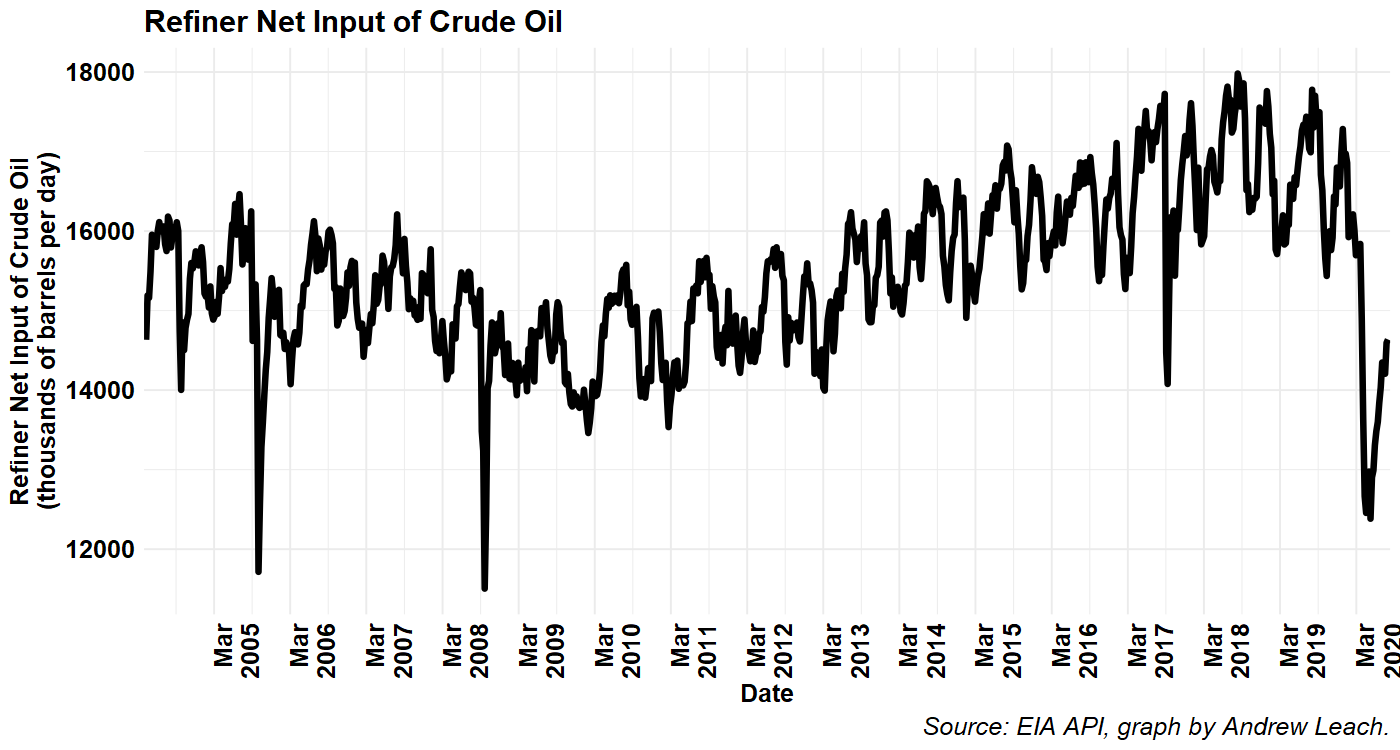 Refiner Net Input of Crude Oil
Refiner Net Input of Crude Oil
(thousands of barrels per day)
18000
16000
14000
12000
Mar
2005
Mar
2006
Mar
2007
Mar
2008
Mar
2009
Mar
2010
Mar
2011
Mar
2012
Mar
2013
Mar
2014
Mar
2015
Mar
2016
Mar
2017
Mar
2018
Mar
2019
Mar
2020
Date
Source: EIA API, graph by Andrew Leach.